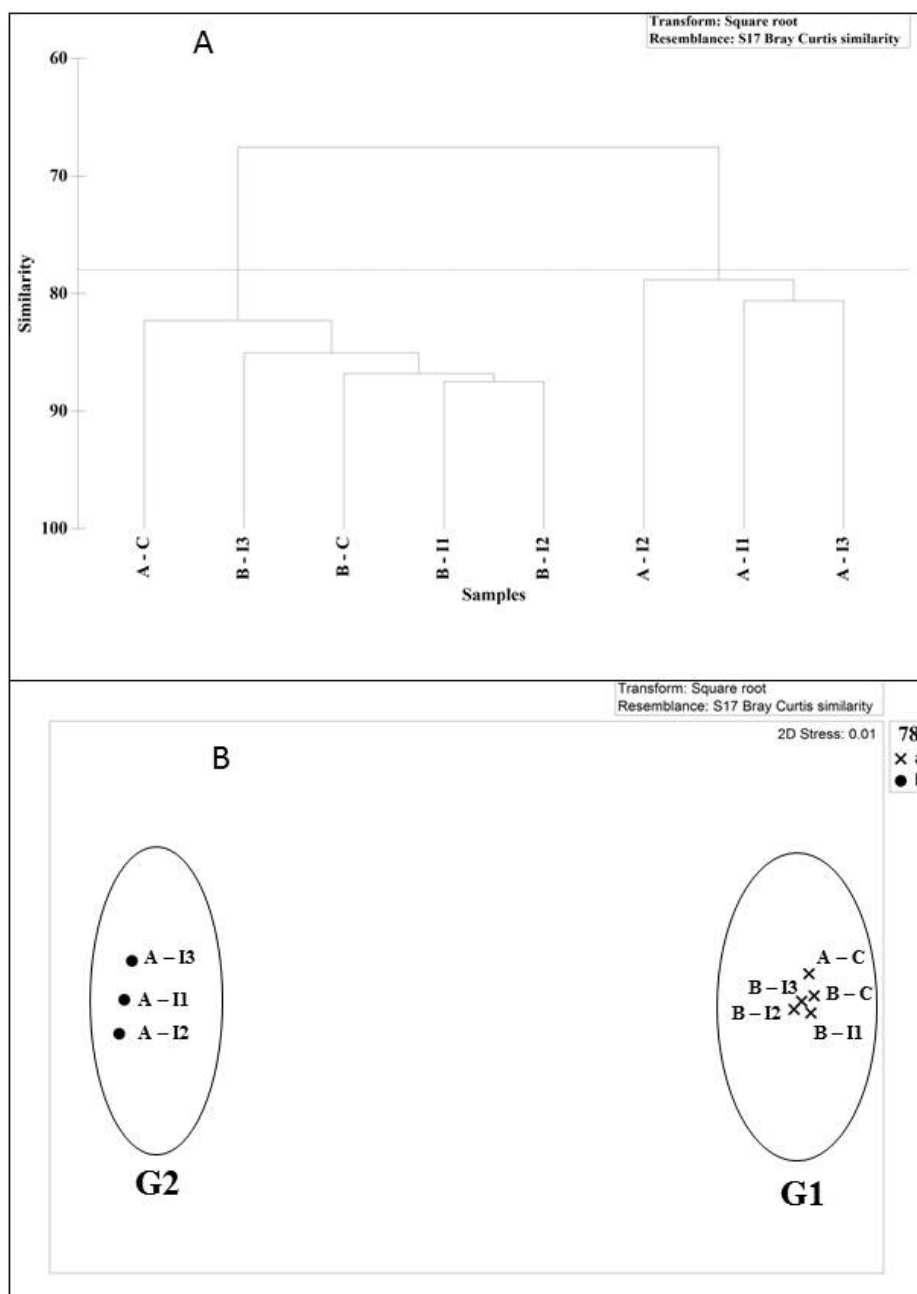 A
Transform: Square root
Resemblance: S17 Bray Curtis similarity
60
70
80
90
100
Similarity
A - C
B - I3
B - C
B - I1
B - I2
A - I2
A - I1
A - I3
Samples
Transform: Square root
Resemblance: S17 Bray Curtis similarity
B
2D Stress: 0.01
78
a
A – I3
A – I1
A – I2
A – C
B – I3
B – C
B – I2
B – I1
G2
G1